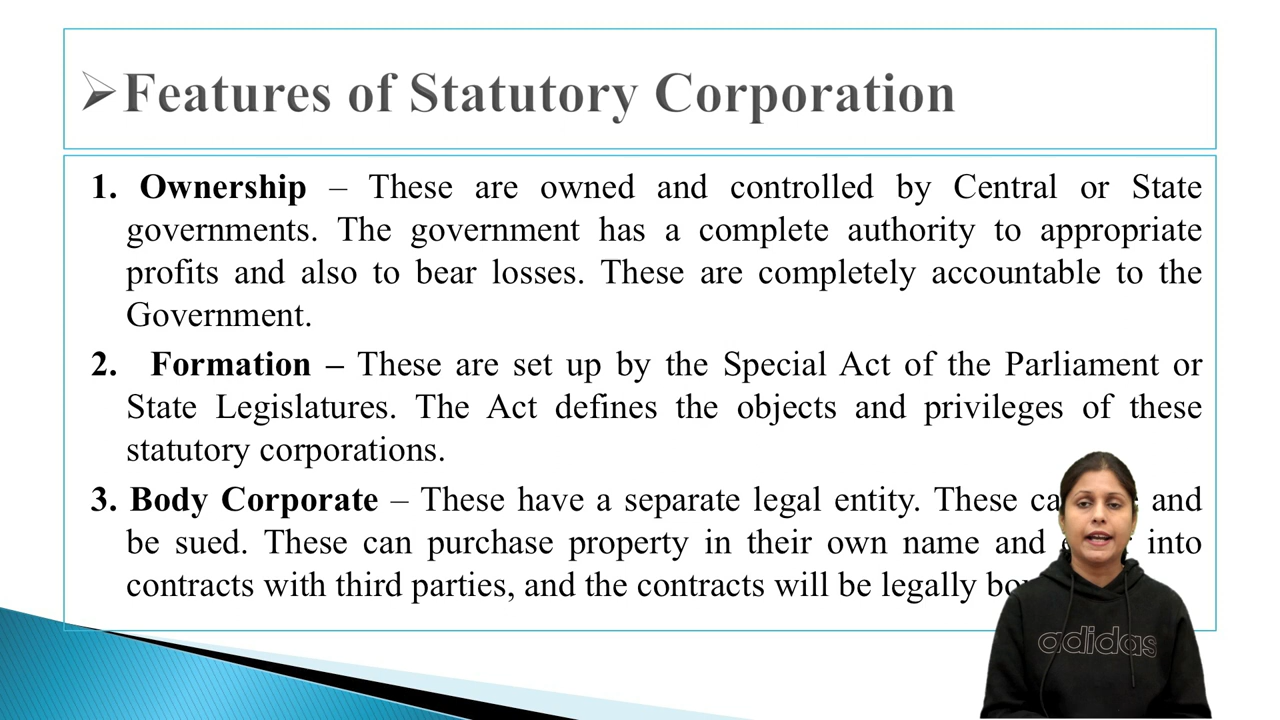 Features of Statutory Corporation
1. Ownership – These are owned and controlled by Central or State
governments. The government has a complete authority to appropriate
profits and also to bear losses. These are completely accountable to the
Government.
2. Formation – These are set up by the Special Act of the Parliament or
State Legislatures. The Act defines the objects and privileges of these
statutory corporations.
3. Body Corporate – These have a separate legal entity. These and
be sued. These can purchase property in their own name and into
contracts with third parties, and the contracts will be legally
adidas